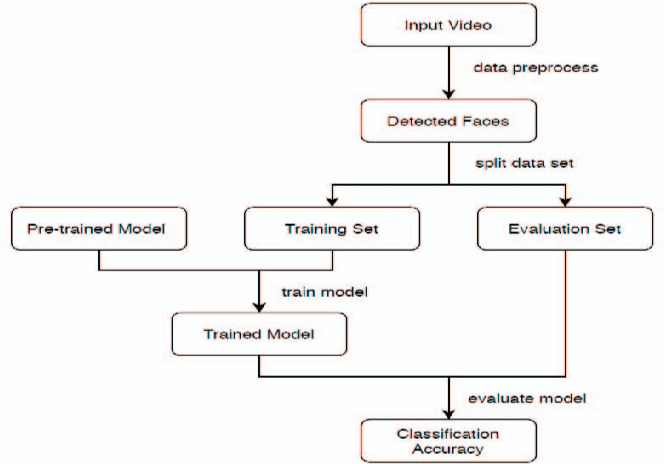 Input Video
data preprocess
Detected Faces
split data set
Pre-trained Model
Training Set
Evaluation Set
train model
Trained Model
evaluate model
Classification
Accuracy